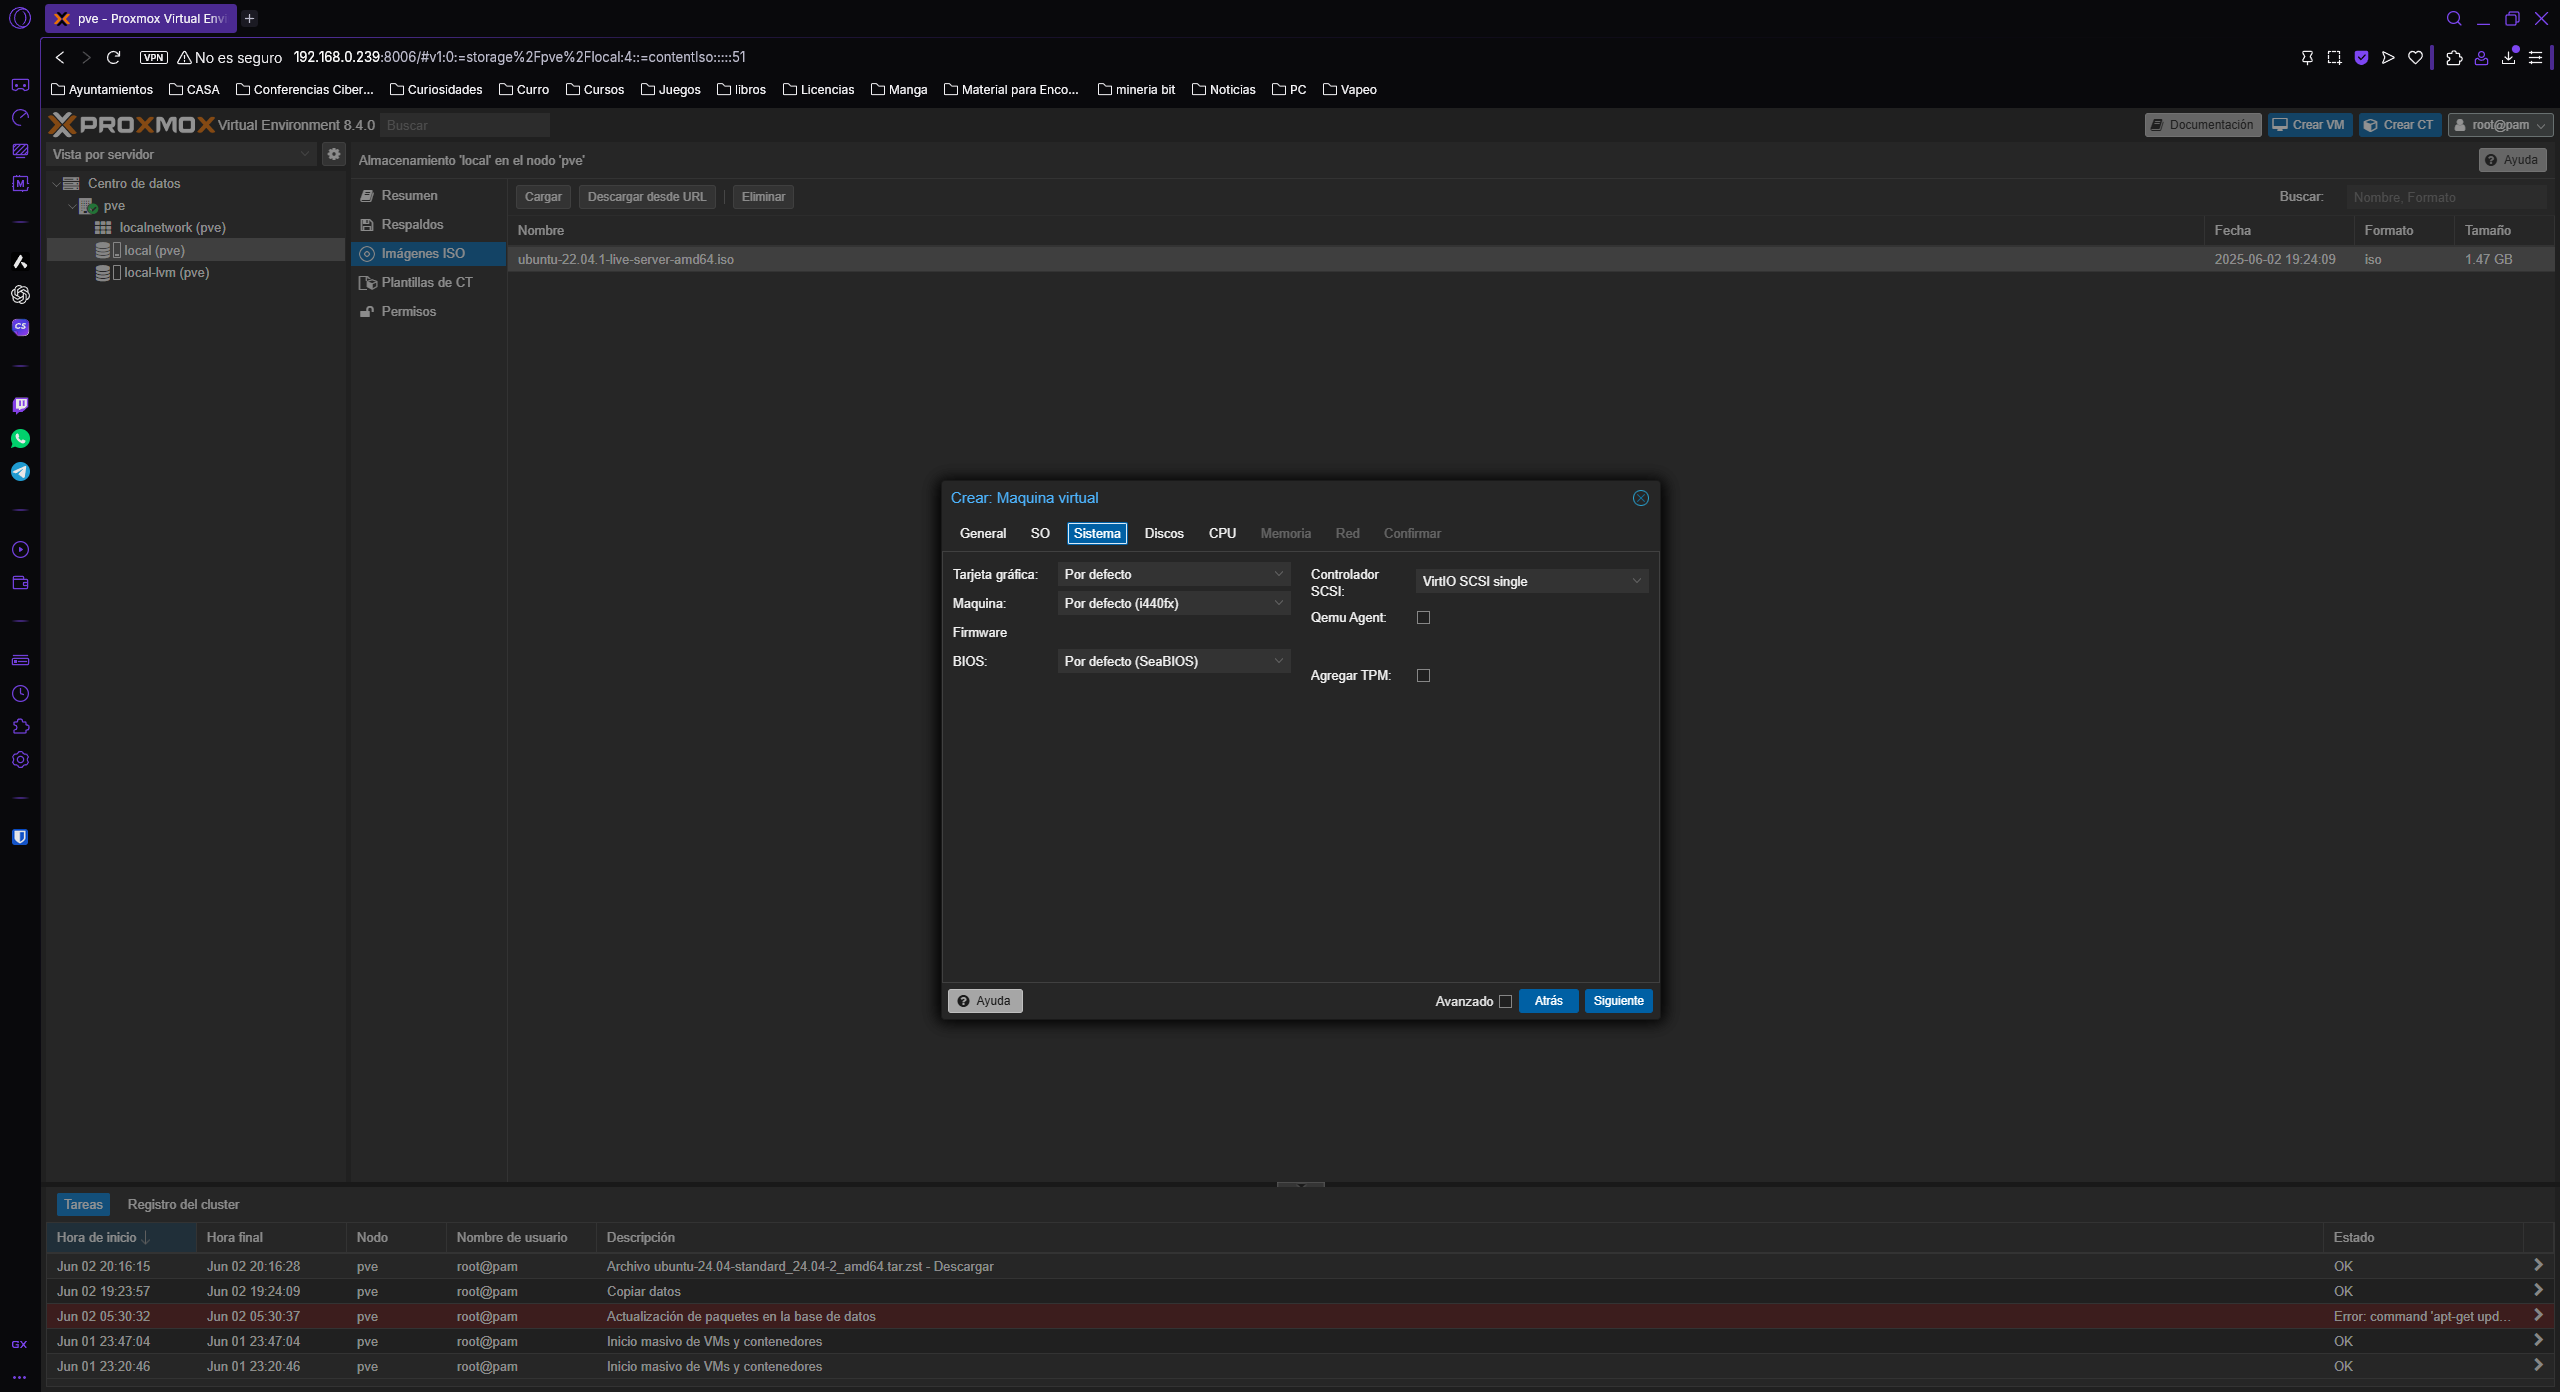 pve - Proxmox Virtual Envi
VPN No es seguro 192.168.0.239:8006/#v1:0:=storage%2Fpve%2Flocal:4::=contentIso:::::51
Ayuntamientos CASA Conferencias Ciber... Curiosidades Curro Cursos Juegos libros Licencias Manga Material para Enco... mineria bit Noticias PC Vapeo
PROXMOX Virtual Environment 8.4.0 Buscar Documentación Crear VM Crear CT root@pam
Vista por servidor
Almacenamiento 'local' en el nodo 'pve' Ayuda
Centro de datos
pve
localnetwork (pve)
local (pve)
local-lvm (pve)
Resumen
Respaldos
Imágenes ISO
Plantillas de CT
Permisos
Cargar Descargar desde URL Eliminar Buscar: Nombre, Formato
Nombre Fecha Formato Tamaño
ubuntu-22.04.1-live-server-amd64.iso 2025-06-02 19:24:09 iso 1.47 GB
Crear: Maquina virtual
General SO Sistema Discos CPU Memoria Red Confirmar
Tarjeta gráfica: Por defecto
Maquina: Por defecto (i440fx)
Firmware
BIOS: Por defecto (SeaBIOS)
Controlador
SCSI: VirtIO SCSI single
Qemu Agent:
Agregar TPM:
Ayuda Avanzado Atrás Siguiente
Tareas Registro del cluster
Hora de inicio Hora final Nodo Nombre de usuario Descripción Estado
Jun 02 20:16:15 Jun 02 20:16:28 pve root@pam Archivo ubuntu-24.04-standard_24.04-2_amd64.tar.zst - Descargar OK
Jun 02 19:23:57 Jun 02 19:24:09 pve root@pam Copiar datos OK
Jun 02 05:30:32 Jun 02 05:30:37 pve root@pam Actualización de paquetes en la base de datos Error: command 'apt-get upd...
Jun 01 23:47:04 Jun 01 23:47:04 pve root@pam Inicio masivo de VMs y contenedores OK
Jun 01 23:20:46 Jun 01 23:20:46 pve root@pam Inicio masivo de VMs y contenedores OK
M
CS
GX